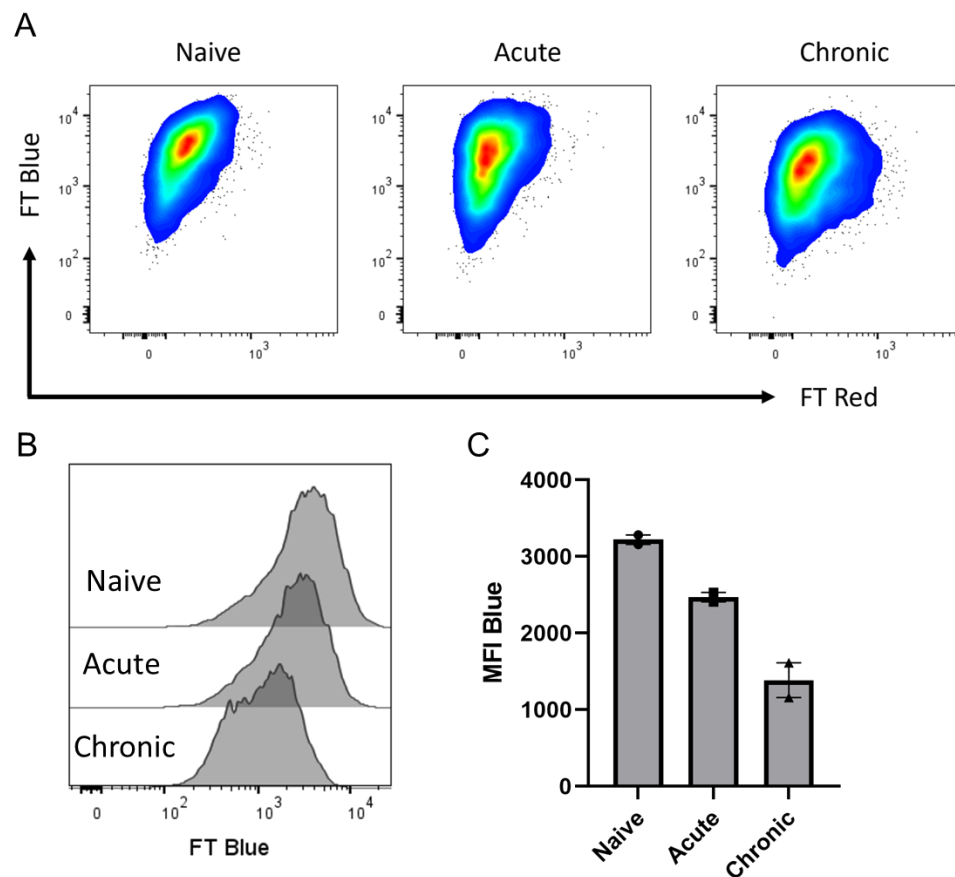 A
Naive Acute Chronic
FT Blue
10⁴ 10⁴ 10⁴
10³ 10³ 10³
10² 10² 10²
0 0 0
0 10³ 0 10³ 0 10³
FT Red
B
Naive
Acute
Chronic
0 10² 10³ 10⁴
FT Blue
C
MFI Blue
4000
3000
2000
1000
0
Naive Acute Chronic